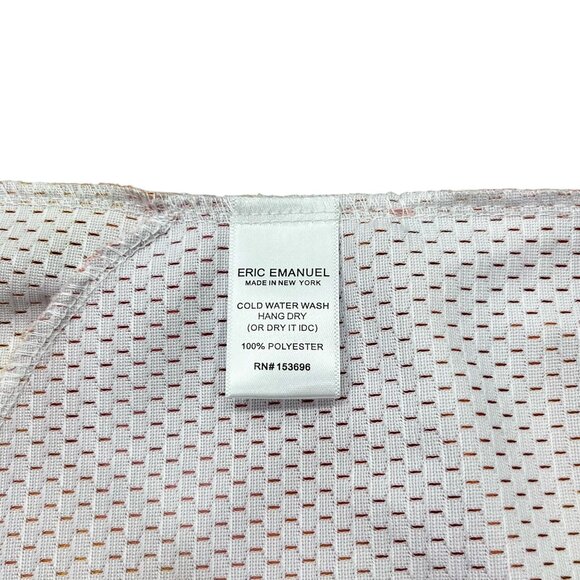 ERIC EMANUEL
MADE IN NEW YORK
COLD WATER WASH
HANG DRY
(OR DRY IT IDC)
100% POLYESTER
RN# 153696